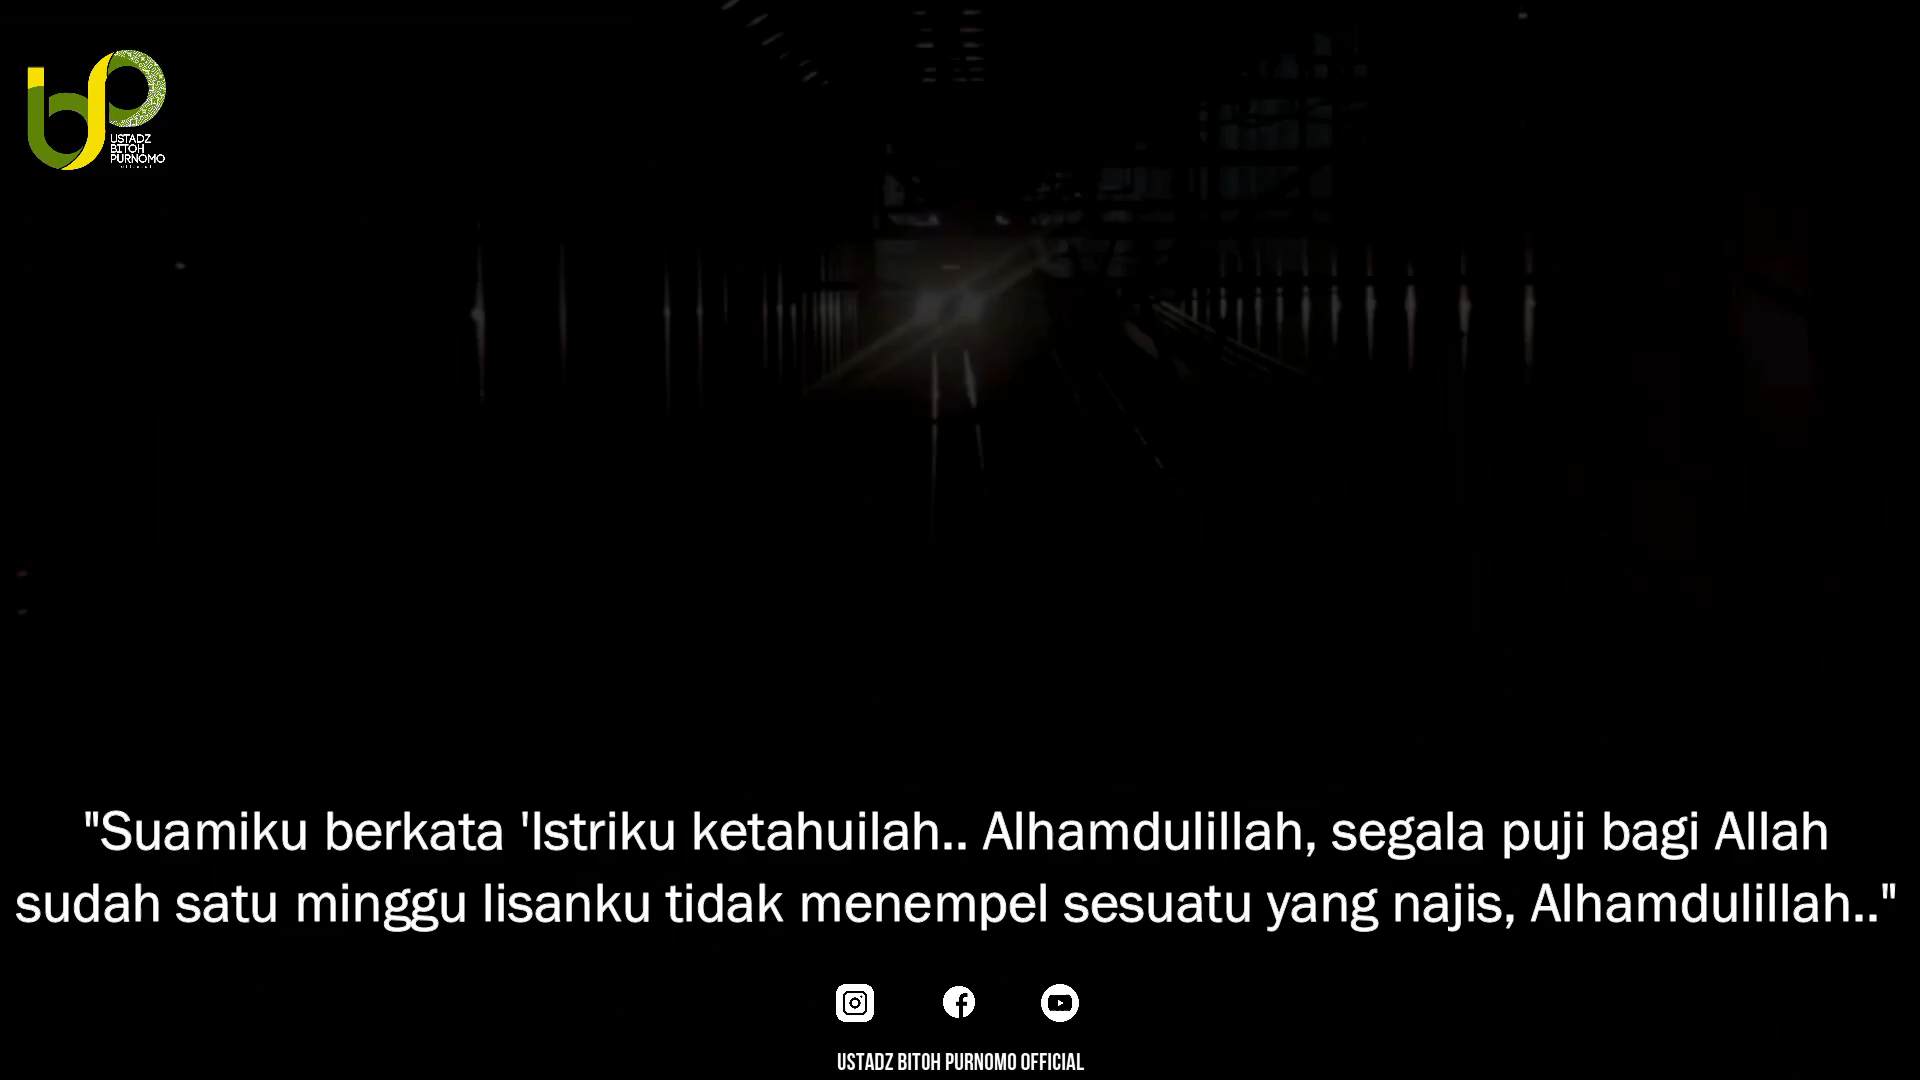 USTADZ
BITOH
PURNOMO
"Suamiku berkata 'Istriku ketahuilah.. Alhamdulillah, segala puji bagi Allah
sudah satu minggu lisanku tidak menempel sesuatu yang najis, Alhamdulillah.."
USTADZ BITOH PURNOMO OFFICIAL